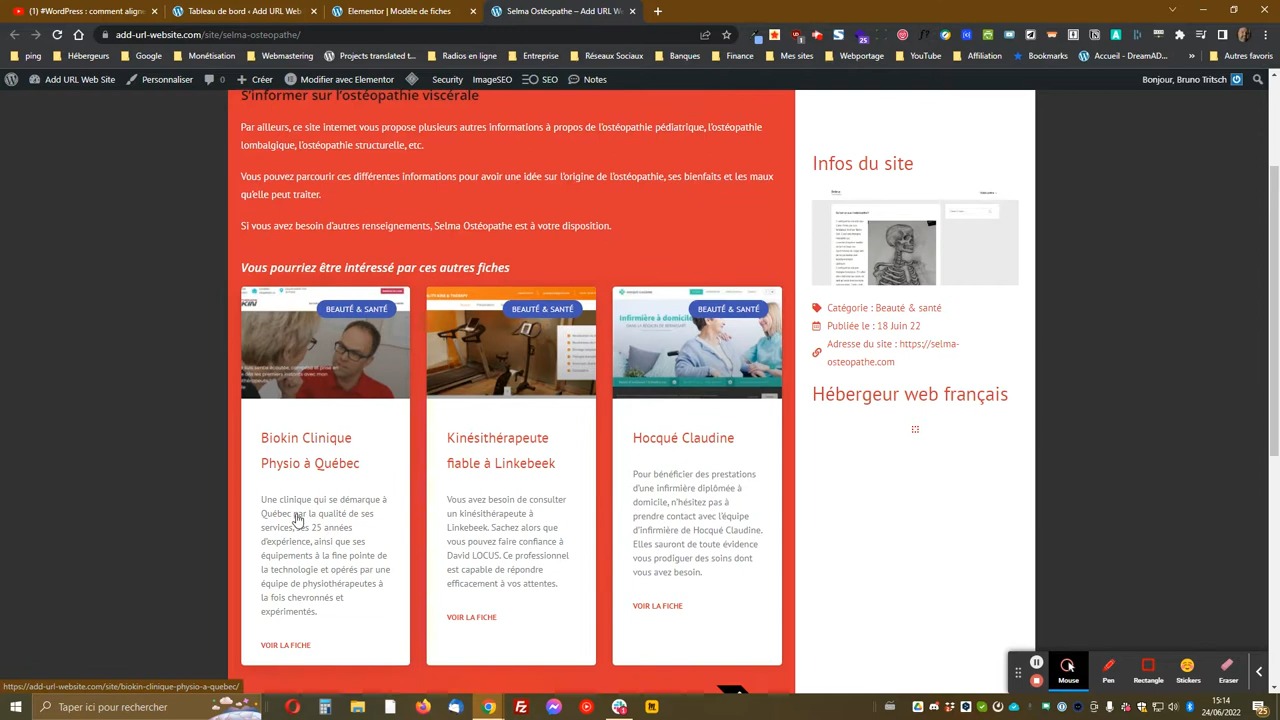 (1) #WordPress : comment aligne
Tableau de bord ‹ Add URL Web
Modèle de fiches
Selma Ostéopathe – Add URL We
add-url-website.com/site/selma-osteopathe/
Hébergeurs
Google
Monétisation
Wordpress
Projects translated t...
Radios en ligne
Entreprise
Réseaux Sociaux
Banque
Finance
Mes sites
YouTube
Affiliation
Accueil - DreamAD...
Autres favoris
Add URL Web Site
Personnaliser
0
Créer
Modifier avec Elementor
Security
ImageSEO
SEOPress
Commentaires
Bonjour, Bruno Tritsch
S'informer sur l'ostéopathie viscérale
Par ailleurs, ce site internet vous propose plusieurs autres informations à propos de l'ostéopathie pédiatrique, l'ostéopathie
lombalgique, l'ostéopathie structurelle, etc.
Vous pouvez parcourir ces différentes informations pour avoir une idée sur l'origine de l'ostéopathie, ses bienfaits et les maux
qu'elle peut traiter.
Si vous avez besoin d'autres renseignements, Selma Ostéopathe est à votre disposition.
Vous pourriez être intéressé par ces autres fiches
BEAUTÉ & SANTÉ
Biokin Clinique
Physio à Québec
Une clinique qui se démarque à
Québec par la qualité de ses
services, ses 25 années
d'expérience, ainsi que ses
équipements à la fine pointe de
la technologie et opérés par une
équipe de physiothérapeutes à
la fois chevronnés et
expérimentés.
VOIR LA FICHE
BEAUTÉ & SANTÉ
Kinésithérapeute
fiable à Linkebeek
Vous avez besoin de consulter
un kinésithérapeute à
Linkebeek. Sachez alors que
vous pouvez faire confiance à
David LOCUS. Ce professionnel
est capable de répondre
efficacement à vos attentes.
VOIR LA FICHE
BEAUTÉ & SANTÉ
Infirmière à domicile
Hocqué Claudine
Pour bénéficier des prestations
d'une infirmière diplômée à
domicile, n'hésitez pas à
prendre contact avec l'équipe
d'infirmière de Hocqué Claudine.
Elles sauront de toute évidence
vous prodiguer des soins dont
vous avez besoin.
VOIR LA FICHE
Infos du site
Catégorie : Beauté & santé
Publiée le : 18 Juin 22
Adresse du site : https://selma-
osteopathe.com
Hébergeur web français
Mouse
Pen
Rectangle
Stickers
Eraser
https://add-url-website.com/site/biokin-clinique-physio-a-quebec/
Taper ici pour rechercher
15:14
24/06/2022